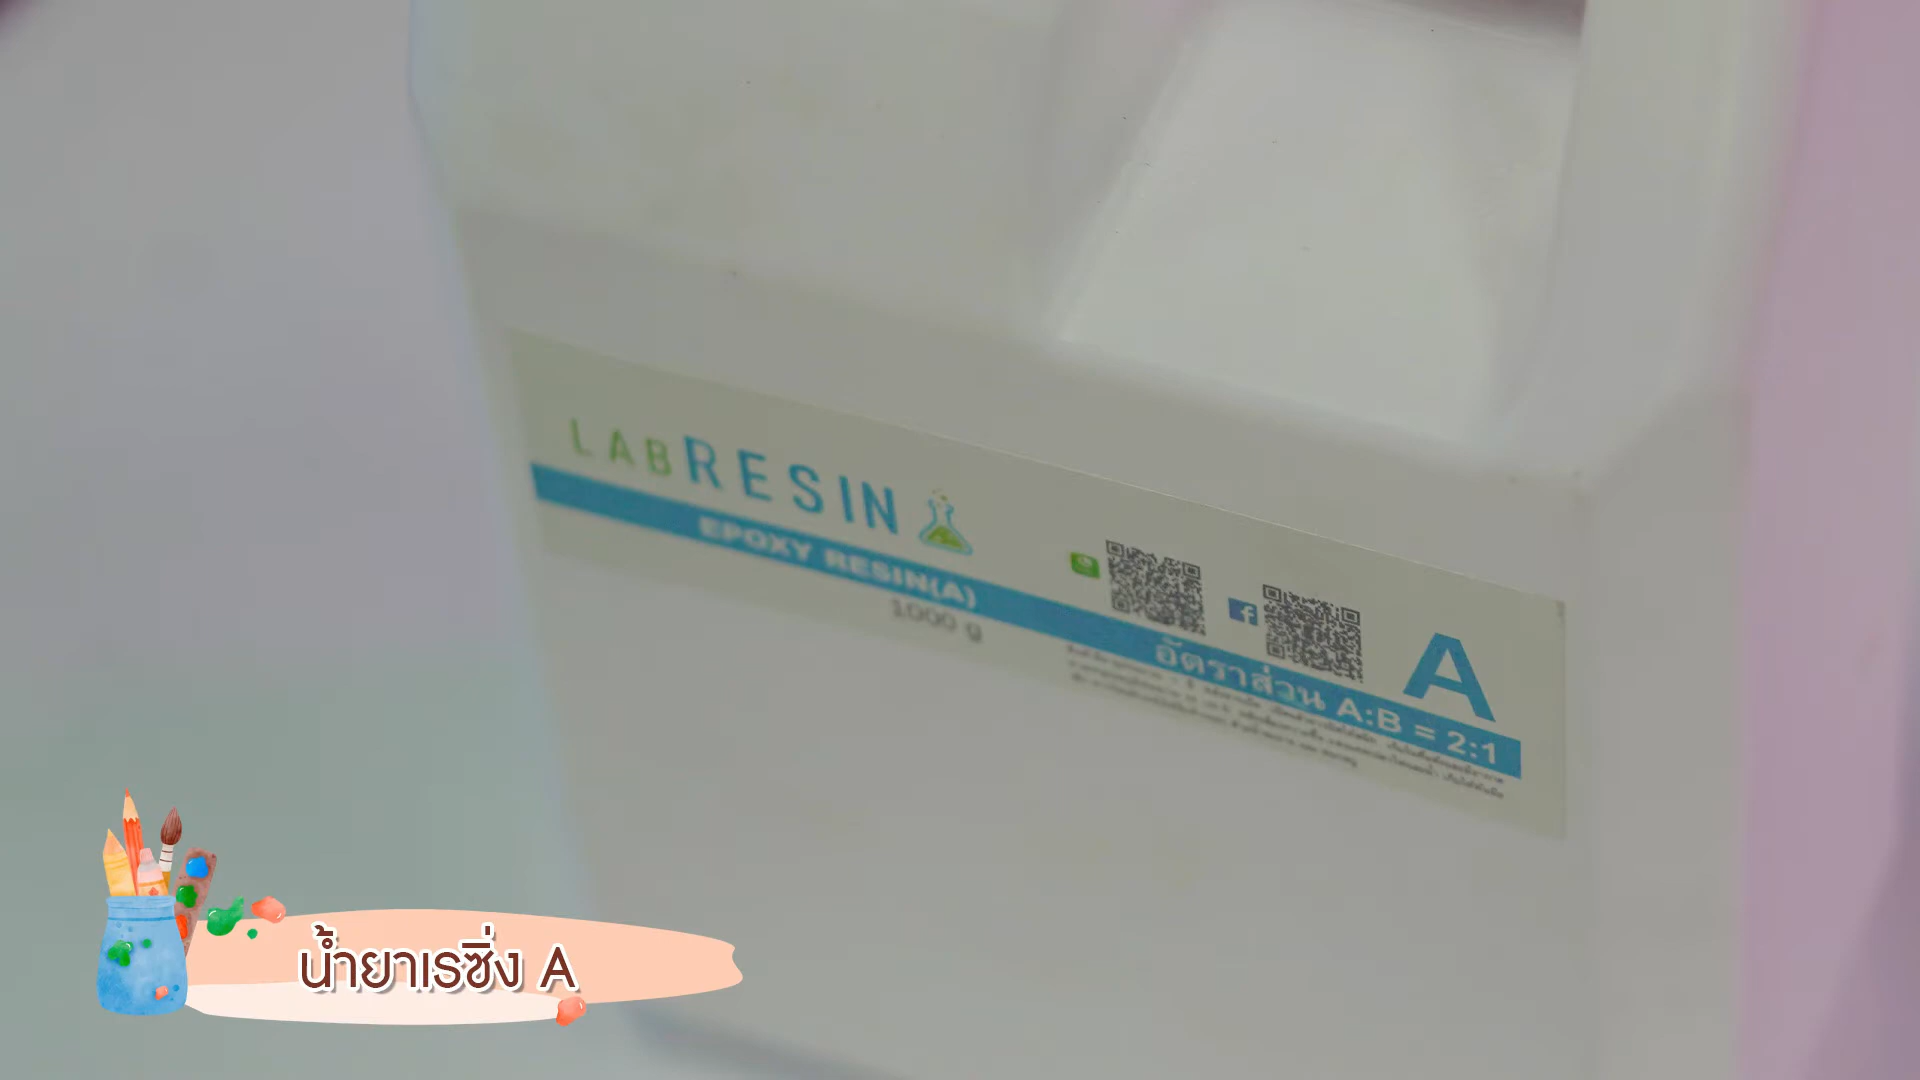 LABRESIN
EPOXY RESIN(A)
1000 g
A
อัตราส่วน A:B = 2:1
น้ำยาเรซิ่ง A